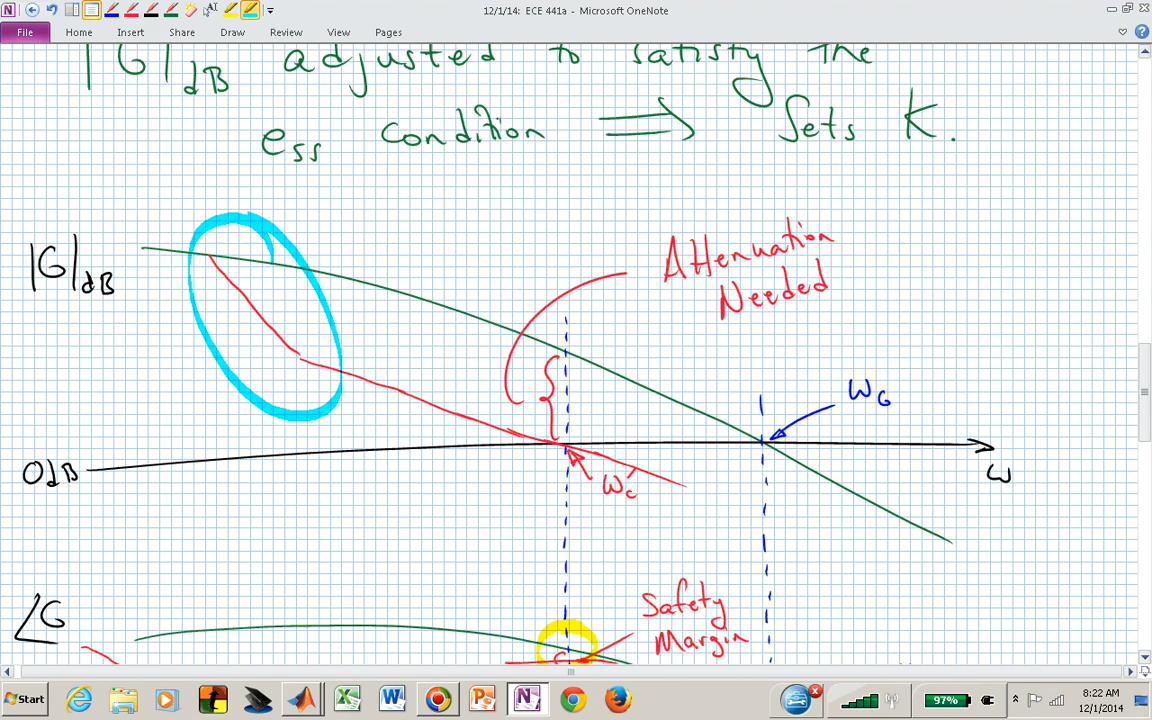 12/1/14: ECE 441a - Microsoft OneNote
File Home Insert Share Draw Review View Pages
|G|dB adjusted to satisfy the
ess condition ⟹ Sets K.
|G|dB
Attenuation
Needed
ωG
0dB
ωc'
ω
∠G
Safety
Margin
Start
97%
8:22 AM
12/1/2014